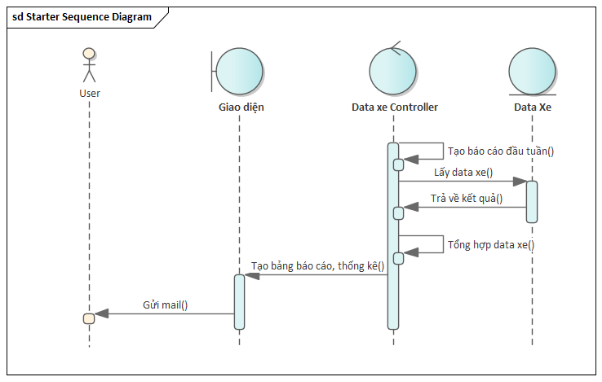 sd Starter Sequence Diagram
User
Giao diện
Data xe Controller
Data Xe
Tạo báo cáo đầu tuần()
Lấy data xe()
Trả về kết quả()
Tổng hợp data xe()
Tạo bảng báo cáo, thống kê()
Gửi mail()